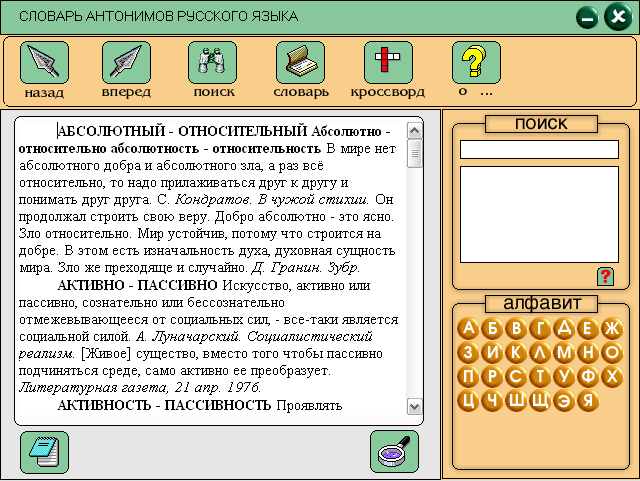 СЛОВАРЬ АНТОНИМОВ РУССКОГО ЯЗЫКА
назад
вперед
поиск
словарь
кроссворд
о ...
АБСОЛЮТНЫЙ - ОТНОСИТЕЛЬНЫЙ Абсолютно -
относительно абсолютность - относительность В мире нет
абсолютного добра и абсолютного зла, а раз всё
относительно, то надо прилаживаться друг к другу и
понимать друг друга. С. Кондратов. В чужой стихии. Он
продолжал строить свою веру. Добро абсолютно - это ясно.
Зло относительно. Мир устойчив, потому что строится на
добре. В этом есть изначальность духа, духовная сущность
мира. Зло же преходяще и случайно. Д. Гранин. Зубр.
АКТИВНО - ПАССИВНО Искусство, активно или
пассивно, сознательно или бессознательно
отмежевывающееся от социальных сил, - все-таки является
социальной силой. А. Луначарский. Социалистический
реализм. [Живое] существо, вместо того чтобы пассивно
подчиняться среде, само активно ее преобразует.
Литературная газета, 21 апр. 1976.
АКТИВНОСТЬ - ПАССИВНОСТЬ Проявлять
поиск
?
алфавит
А Б В Г Д Е Ж
З И К Л М Н О
П Р С Т У Ф Х
Ц Ч Ш Щ Э Я